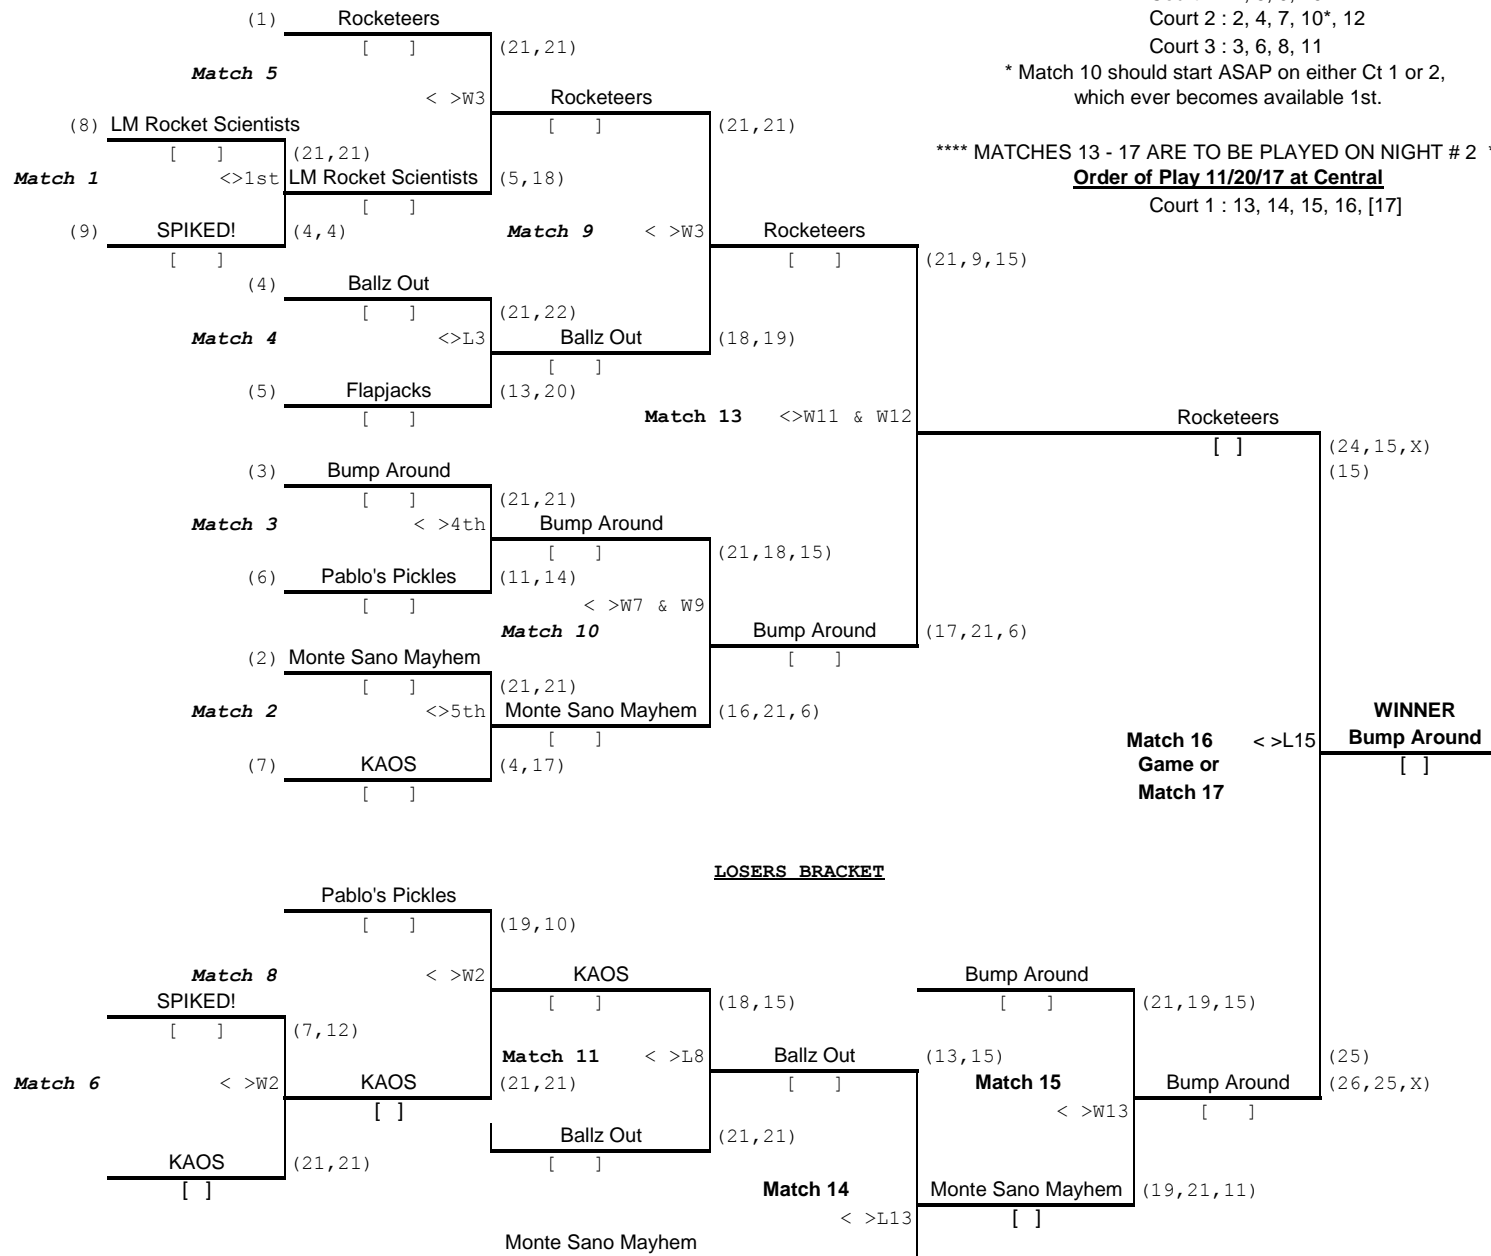 (1) Rocketeers
[ ] (21,21)
Match 5
< >W3 Rocketeers
[ ] (21,21)
(8) LM Rocket Scientists
[ ] (21,21)
Match 1 <>1st LM Rocket Scientists (5,18)
[ ]
(9) SPIKED! (4,4)
[ ]
Match 9 < >W3 Rocketeers
[ ] (21,9,15)
(4) Ballz Out
[ ] (21,22)
Match 4 <>L3 Ballz Out (18,19)
[ ]
(5) Flapjacks (13,20)
[ ]
Match 13 <>W11 & W12 Rocketeers
[ ] (24,15,X)
(15)
(3) Bump Around
[ ] (21,21)
Match 3 < >4th Bump Around
[ ] (21,18,15)
(6) Pablo's Pickles (11,14)
[ ] < >W7 & W9
Match 10 Bump Around (17,21,6)
[ ]
(2) Monte Sano Mayhem
[ ] (21,21)
Match 2 <>5th Monte Sano Mayhem (16,21,6)
[ ]
(7) KAOS (4,17)
[ ]
Court 2 : 2, 4, 7, 10*, 12
Court 3 : 3, 6, 8, 11
* Match 10 should start ASAP on either Ct 1 or 2,
which ever becomes available 1st.
**** MATCHES 13 - 17 ARE TO BE PLAYED ON NIGHT # 2
Order of Play 11/20/17 at Central
Court 1 : 13, 14, 15, 16, [17]
WINNER
Match 16 < >L15 Bump Around
Game or [ ]
Match 17
LOSERS BRACKET
Pablo's Pickles
[ ] (19,10)
Match 8 < >W2 KAOS
[ ] (18,15)
SPIKED!
[ ] (7,12)
Match 6 < >W2 KAOS (21,21)
[ ]
KAOS (21,21)
[ ]
Match 11 < >L8 Ballz Out (13,15)
[ ]
Ballz Out (21,21)
[ ]
Bump Around
[ ] (21,19,15)
Match 15 Bump Around (25)
(26,25,X)
< >W13 [ ]
Match 14 Monte Sano Mayhem (19,21,11)
< >L13 [ ]
Monte Sano Mayhem